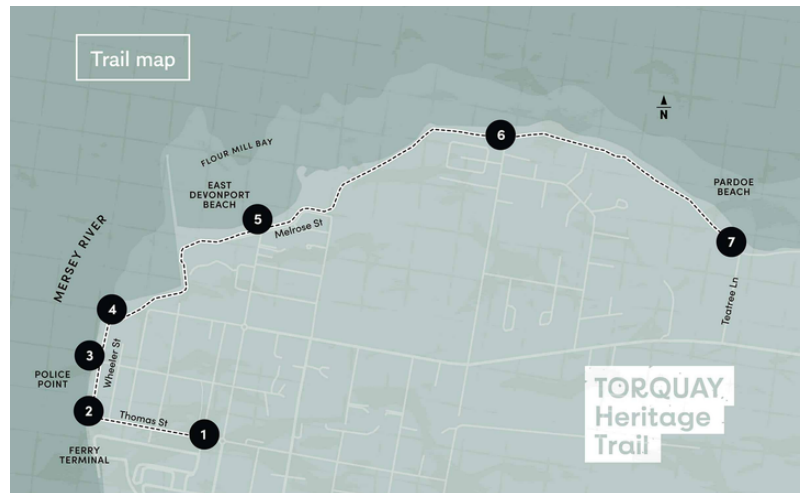 Trail map
N
FLOUR MILL BAY
EAST
DEVONPORT
BEACH
MERSEY RIVER
PARDOE
BEACH
6
5
Melrose St
7
Teatree Ln
4
3
Wheeler St
POLICE
POINT
2
Thomas St
1
FERRY
TERMINAL
TORQUAY
Heritage
Trail